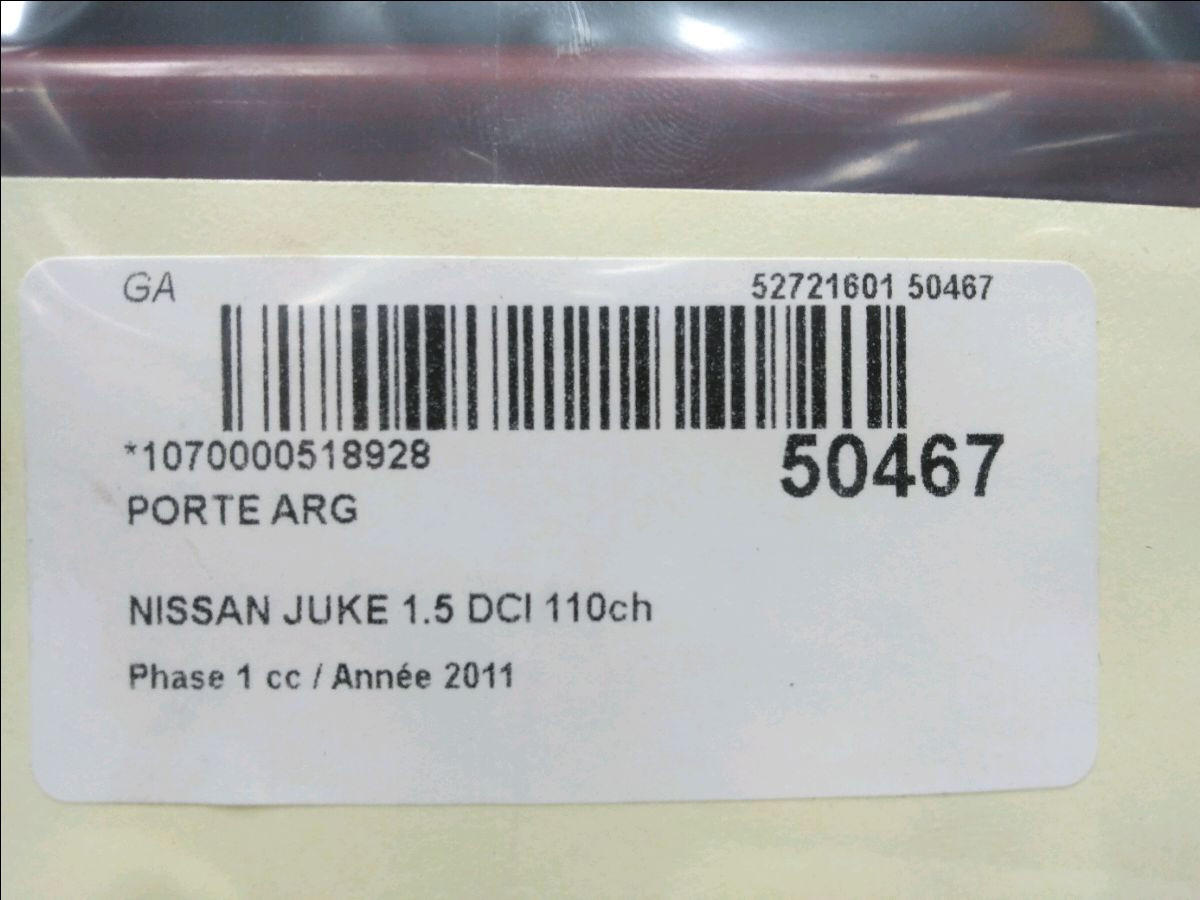 GA
52721601 50467
*1070000518928
50467
PORTE ARG
NISSAN JUKE 1.5 DCI 110ch
Phase 1 cc / Année 2011